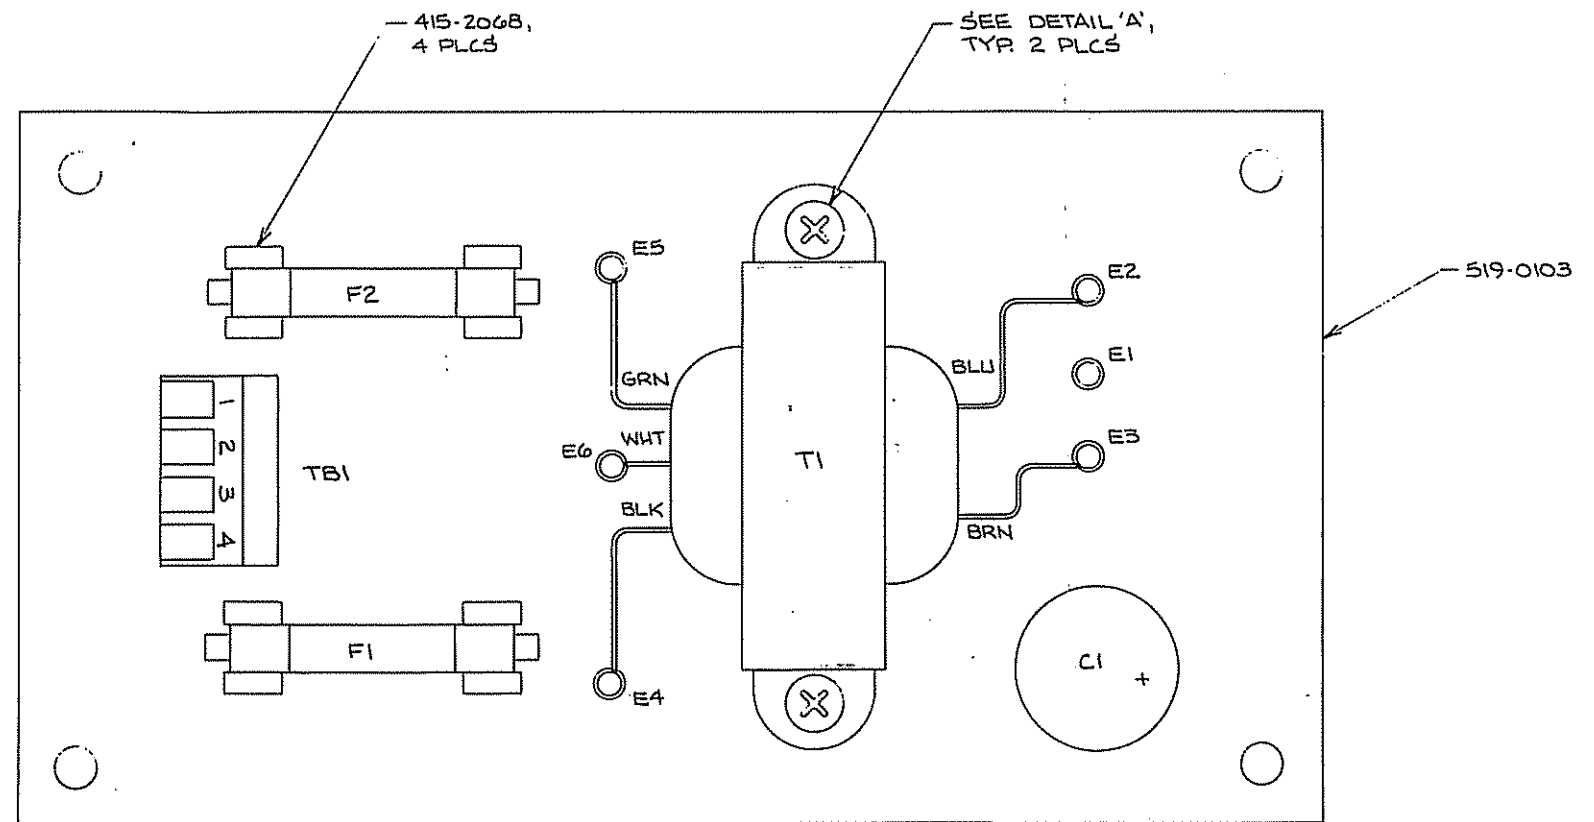 415-2068,
4 PLCS
SEE DETAIL 'A',
TYP. 2 PLCS
519-0103
E5
E2
F2
E1
BLU
GRN
1
2
3
4
TB1
E6
WHT
T1
E3
BLK
BRN
F1
E4
C1
+